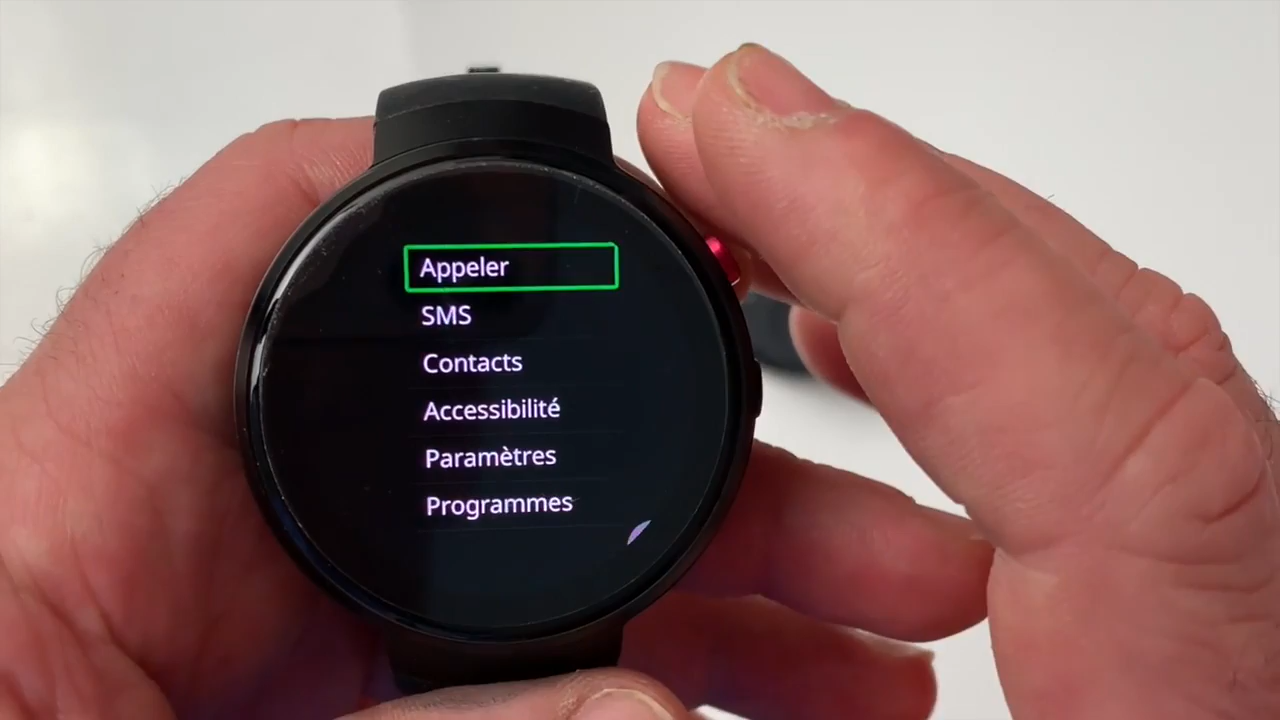 Appeler
SMS
Contacts
Accessibilité
Paramètres
Programmes